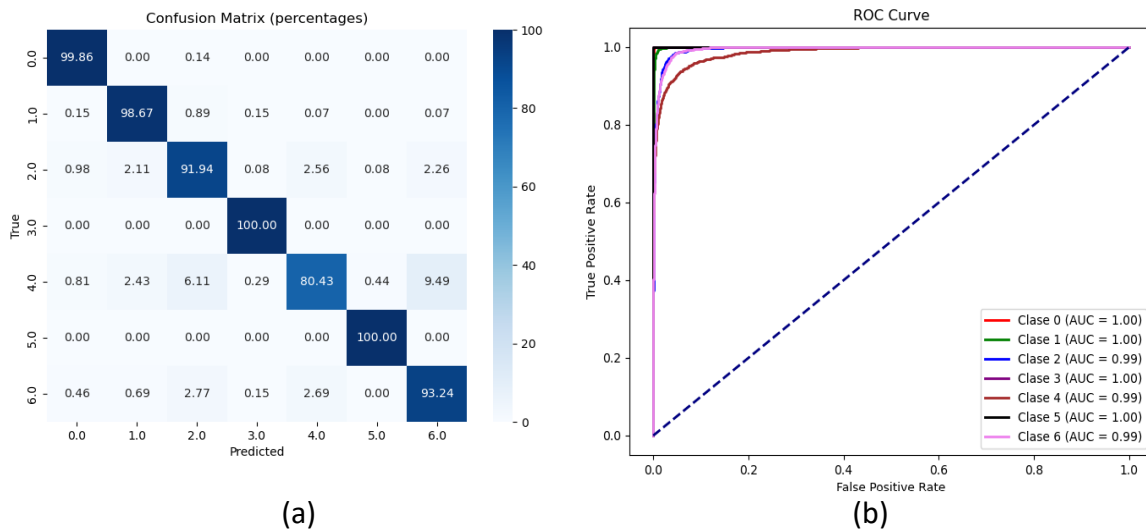 Confusion Matrix (percentages)
True
0.0 99.86 0.00 0.14 0.00 0.00 0.00 0.00
1.0 0.15 98.67 0.89 0.15 0.07 0.00 0.07
2.0 0.98 2.11 91.94 0.08 2.56 0.08 2.26
3.0 0.00 0.00 0.00 100.00 0.00 0.00 0.00
4.0 0.81 2.43 6.11 0.29 80.43 0.44 9.49
5.0 0.00 0.00 0.00 0.00 0.00 100.00 0.00
6.0 0.46 0.69 2.77 0.15 2.69 0.00 93.24
0.0 1.0 2.0 3.0 4.0 5.0 6.0
Predicted
100
80
60
40
20
0
(a)
ROC Curve
True Positive Rate
1.0
0.8
0.6
0.4
0.2
0.0
Clase 0 (AUC = 1.00)
Clase 1 (AUC = 1.00)
Clase 2 (AUC = 0.99)
Clase 3 (AUC = 1.00)
Clase 4 (AUC = 0.99)
Clase 5 (AUC = 1.00)
Clase 6 (AUC = 0.99)
0.0 0.2 0.4 0.6 0.8 1.0
False Positive Rate
(b)